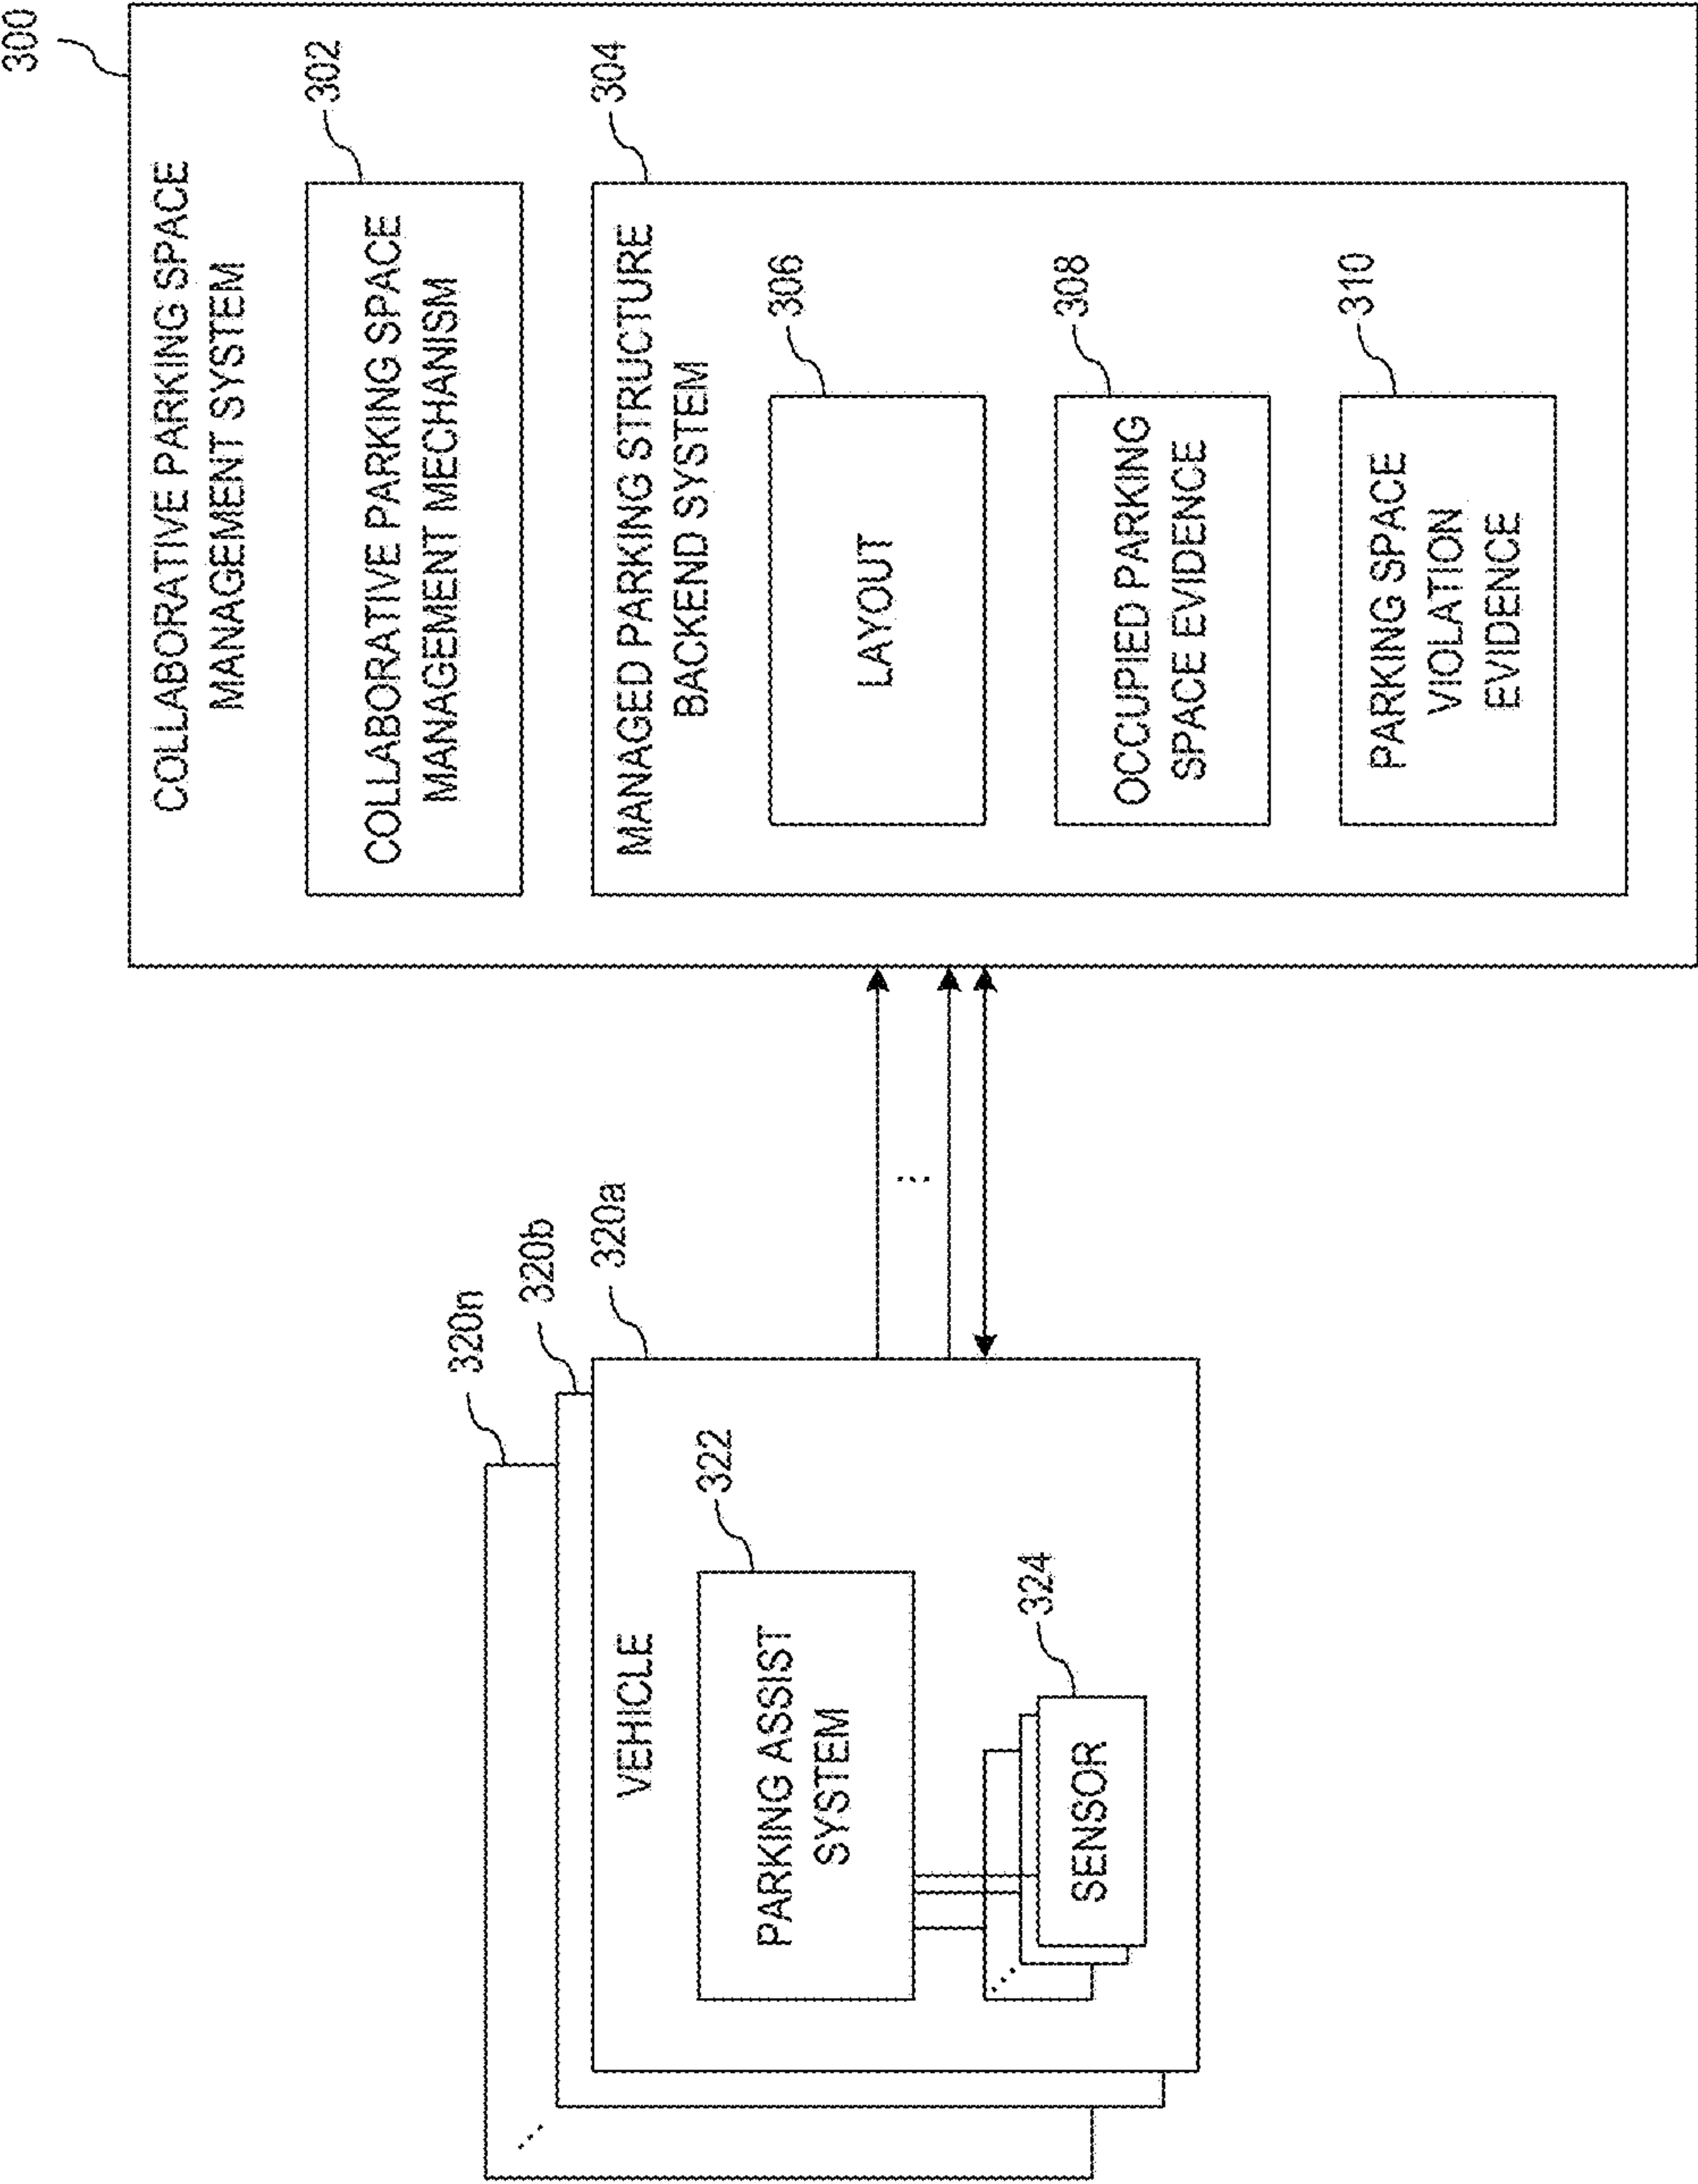 300
COLLABORATIVE PARKING SPACE
MANAGEMENT SYSTEM
302
COLLABORATIVE PARKING SPACE
MANAGEMENT MECHANISM
304
MANAGED PARKING STRUCTURE
BACKEND SYSTEM
306
LAYOUT
308
OCCUPIED PARKING
SPACE EVIDENCE
310
PARKING SPACE
VIOLATION
EVIDENCE
320n
320b
320a
VEHICLE
322
PARKING ASSIST
SYSTEM
324
SENSOR